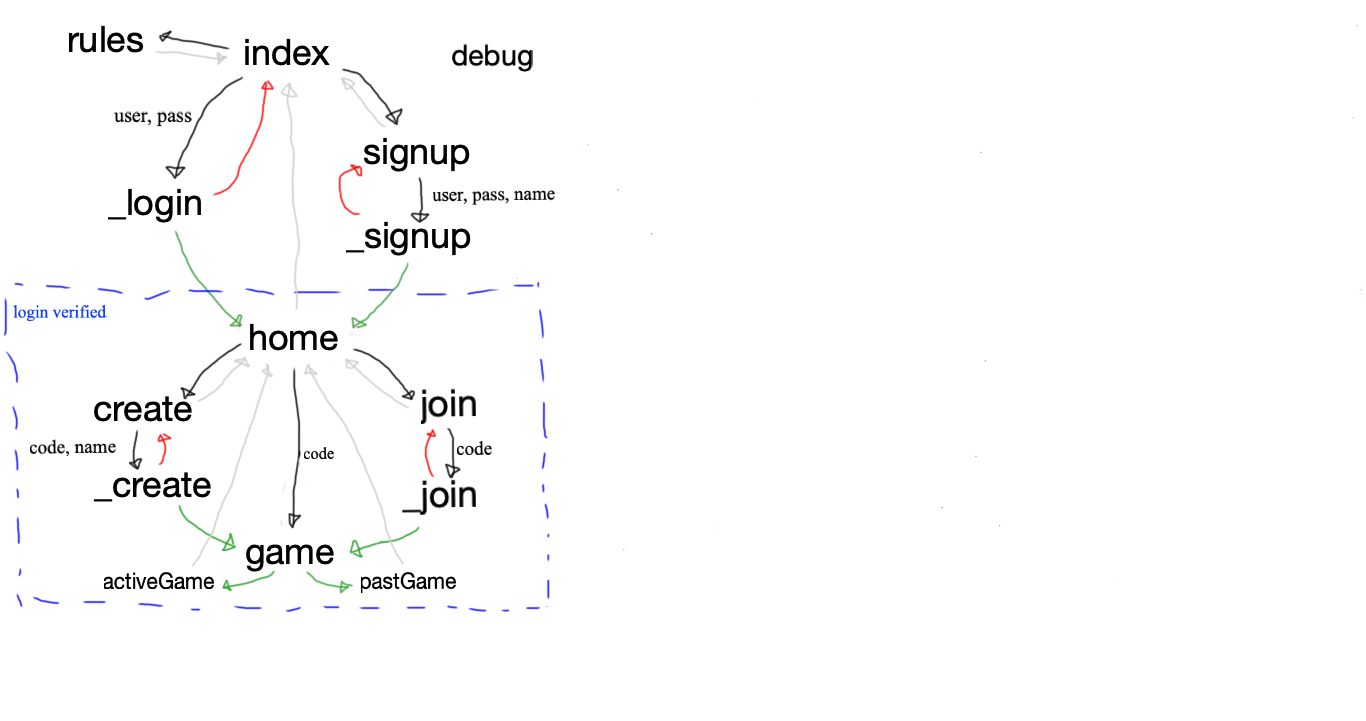 rules
index
debug
user, pass
signup
_login
user, pass, name
_signup
login verified
home
create
join
code, name
code
code
_create
_join
game
activeGame
pastGame